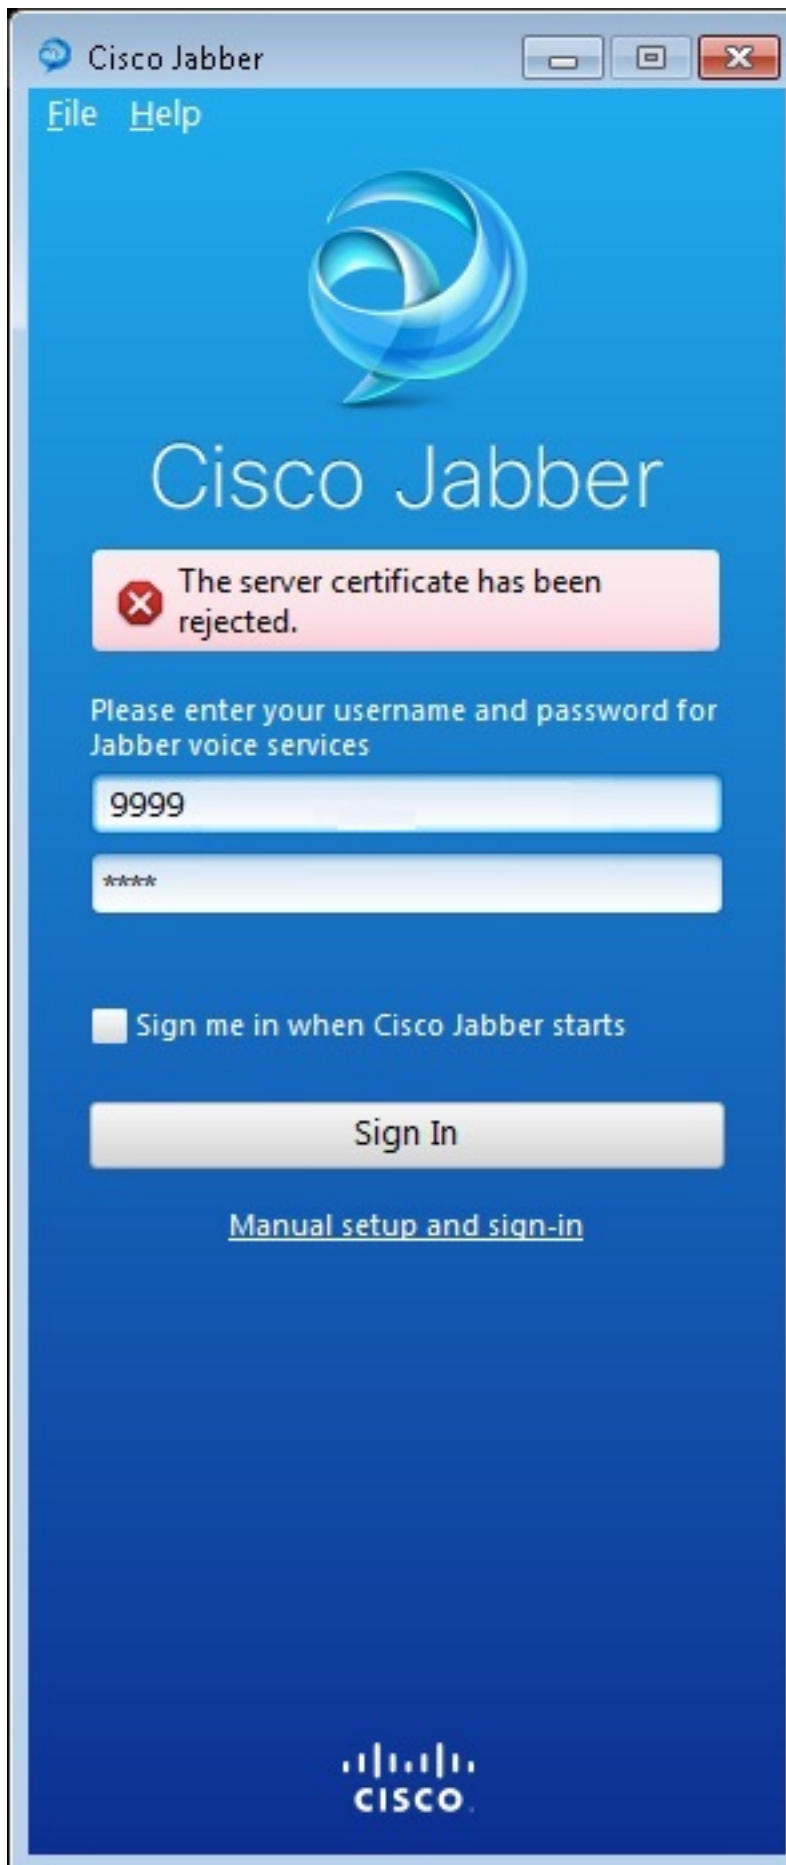 Cisco Jabber
File Help
Cisco Jabber
The server certificate has been
rejected.
Please enter your username and password for
Jabber voice services
9999
****
Sign me in when Cisco Jabber starts
Sign In
Manual setup and sign-in
CISCO.